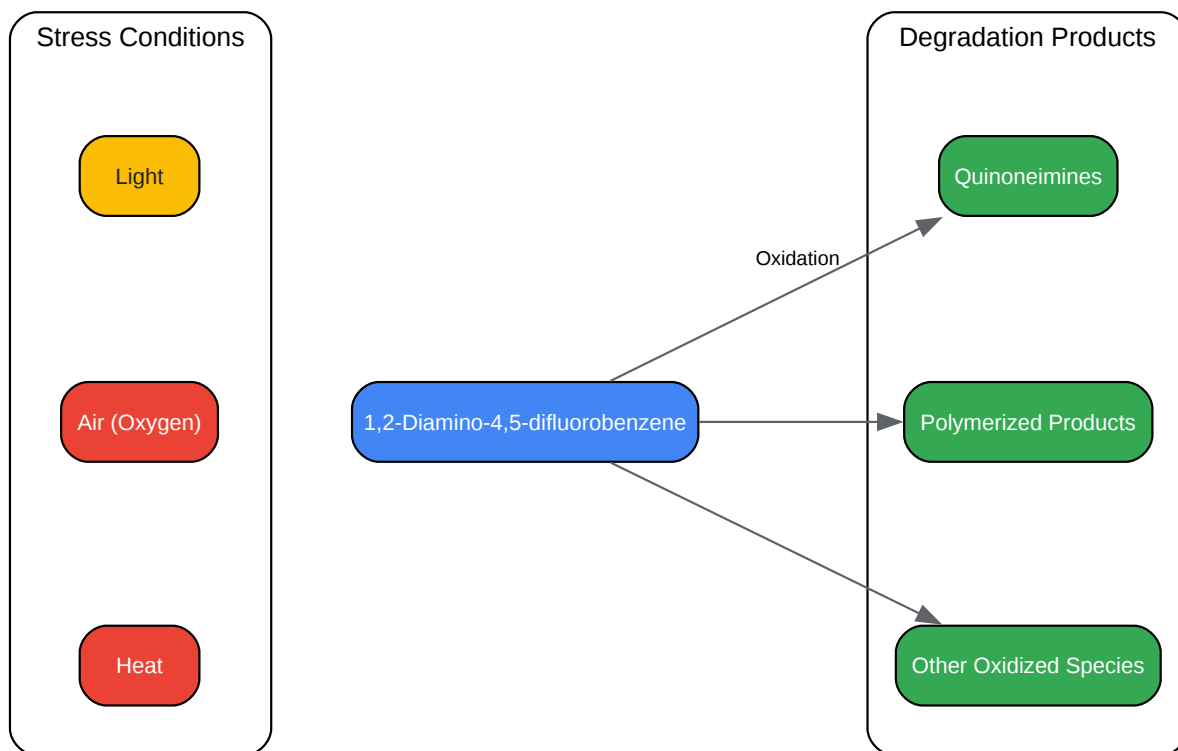 Stress Conditions
Degradation Products
Light
Quinoneimines
Oxidation
Air (Oxygen)
1,2-Diamino-4,5-difluorobenzene
Polymerized Products
Heat
Other Oxidized Species